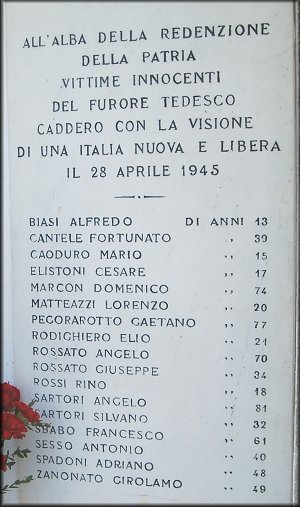 ALL'ALBA DELLA REDENZIONE
DELLA PATRIA
VITTIME INNOCENTI
DEL FURORE TEDESCO
CADDERO CON LA VISIONE
DI UNA ITALIA NUOVA E LIBERA
IL 28 APRILE 1945
BIASI ALFREDO DI ANNI 13
CANTELE FORTUNATO ,, 39
CAODURO MARIO ,, 15
ELISTONI CESARE ,, 17
MARCON DOMENICO ,, 74
MATTEAZZI LORENZO ,, 20
PEGORAROTTO GAETANO ,, 77
RODIGHIERO ELIO ,, 21
ROSSATO ANGELO ,, 70
ROSSATO GIUSEPPE ,, 34
ROSSI RINO ,, 18
SARTORI ANGELO ,, 81
SARTORI SILVANO ,, 32
SBABO FRANCESCO ,, 61
SESSO ANTONIO ,, 40
SPADONI ADRIANO ,, 48
ZANONATO GIROLAMO ,, 49